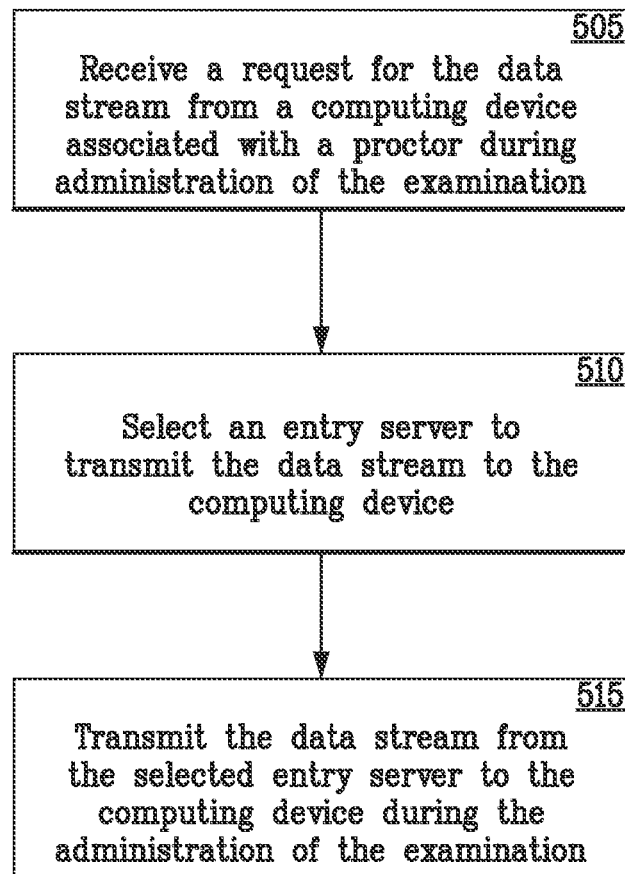 505
Receive a request for the data
stream from a computing device
associated with a proctor during
administration of the examination
510
Select an entry server to
transmit the data stream to the
computing device
515
Transmit the data stream from
the selected entry server to the
computing device during the
administration of the examination